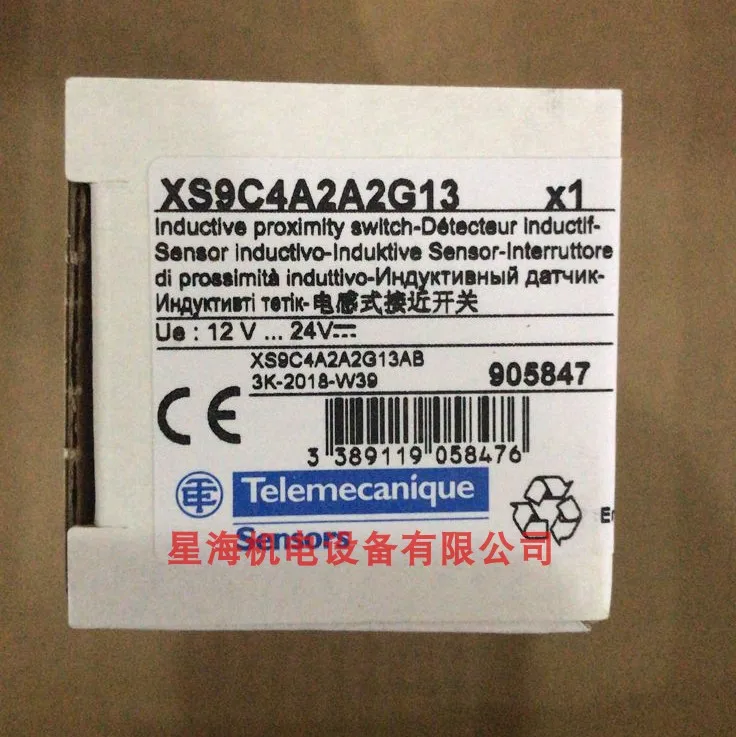 XS9C4A2A2G13 x1
Inductive proximity switch-Détecteur inductif-
Sensor inductivo-Induktive Sensor-Interruttore
di prossimità induttivo-Индуктивный датчик-
Индуктивті тетік-电感式接近开关
Ue : 12 V ... 24V
XS9C4A2A2G13AB
3K-2018-W39
905847
CE
3 389119 058476
Telemecanique
Sensors
星海机电设备有限公司